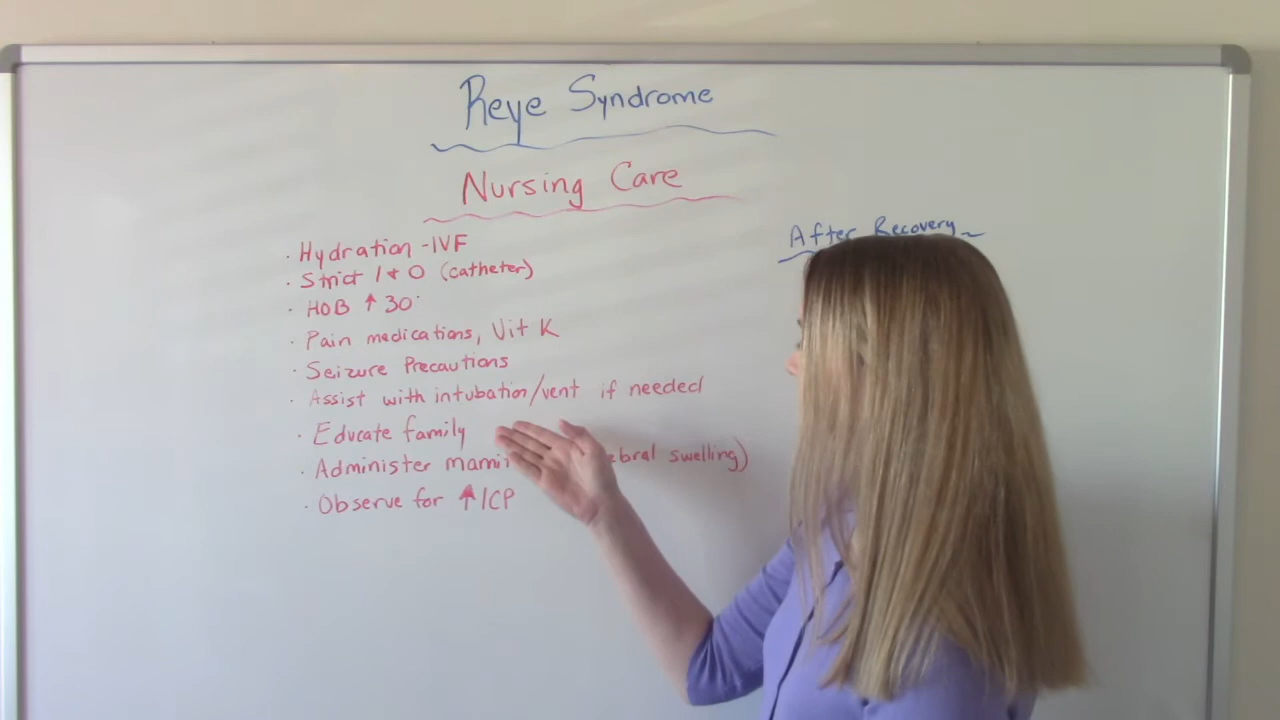 Reye Syndrome
Nursing Care
· Hydration - IVF
· Strict I & O (catheter)
· HOB ↑ 30°
· Pain medications, Vit K
· Seizure Precautions
· Assist with intubation/vent if needed
· Educate family
· Administer swelling)
· Observe for ↑ ICP
After Recovery